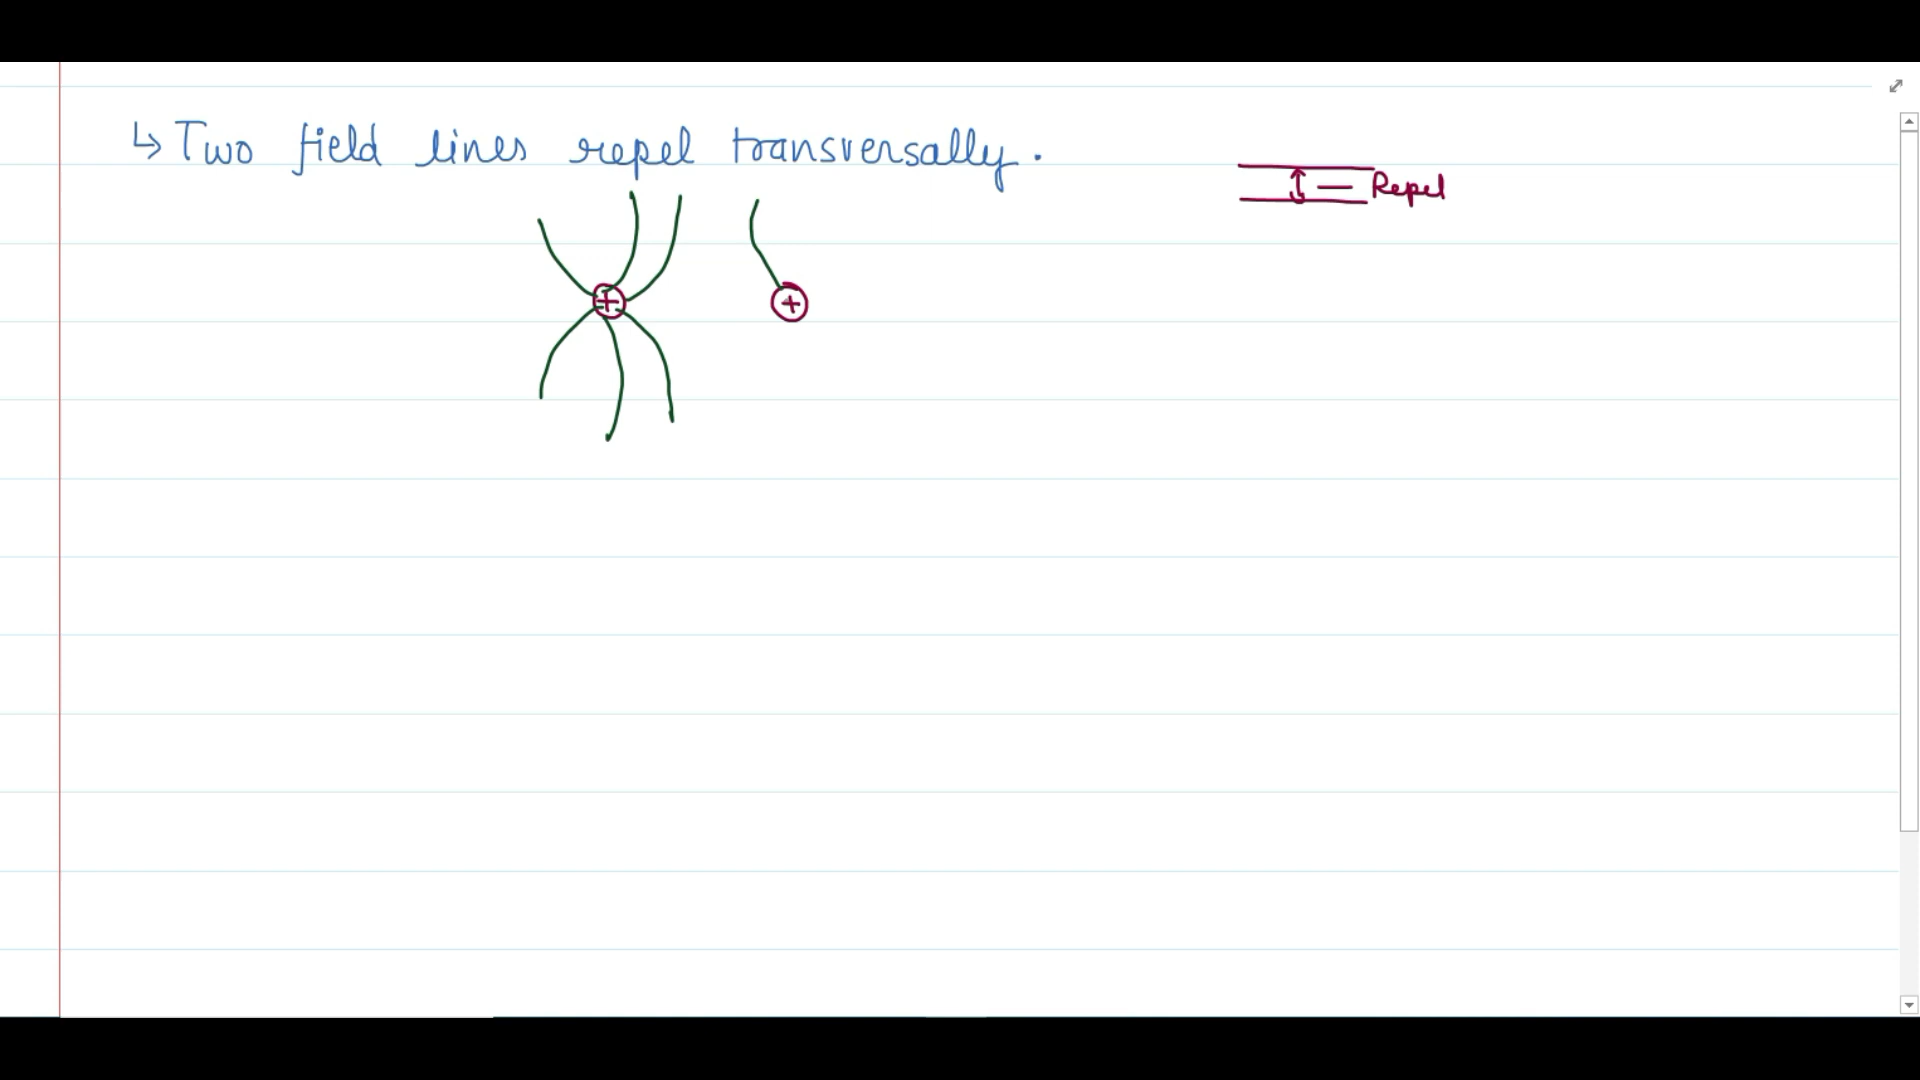 ↳ Two field lines repel transversally.
Repel
+
+